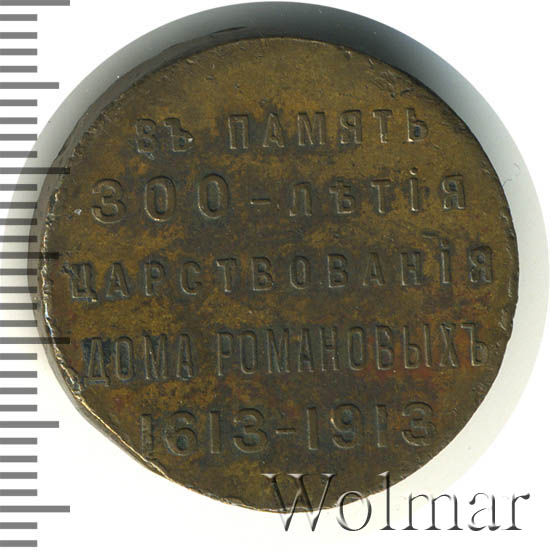 ВЪ ПАМЯТЬ
300-ЛѢТІЯ
ЦАРСТВОВАНІЯ
ДОМА РОМАНОВЫХЪ
1613-1913
Wolmar